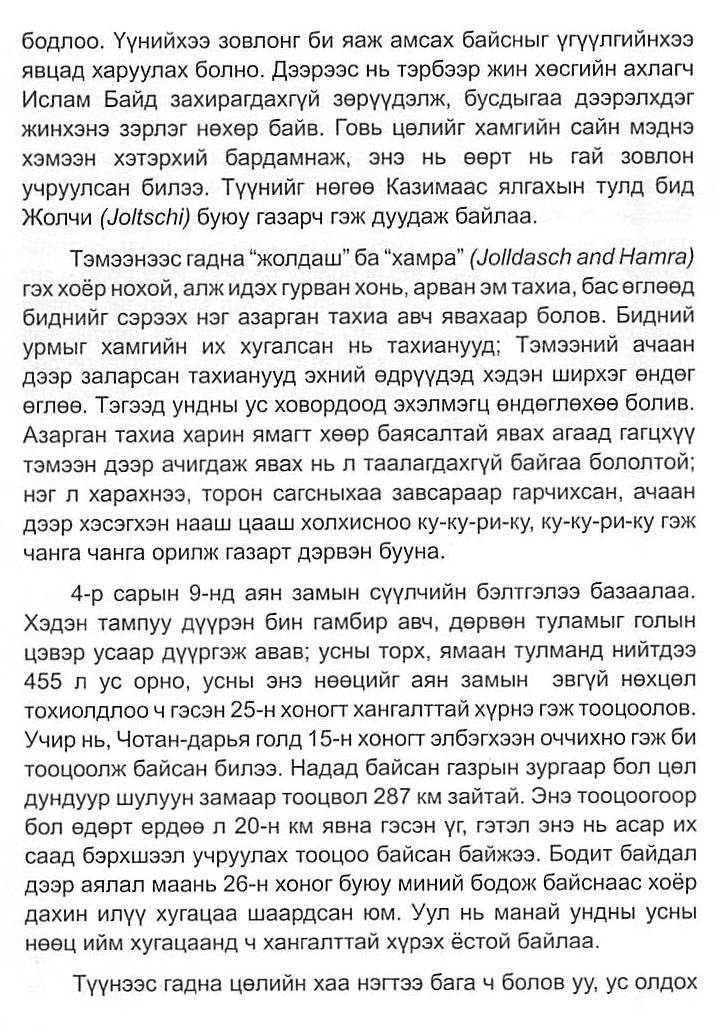 бодлоо. Үүнийхээ зовлонг би яаж амсах байсныг үгүүлгийнхээ
явцад харуулах болно. Дээрээс нь тэрбээр жин хөсгийн ахлагч
Ислам Байд захирагдахгүй зөрүүдэлж, бусдыгаа дээрэлхдэг
жинхэнэ зэрлэг нөхөр байв. Говь цөлийг хамгийн сайн мэднэ
хэмээн хэтэрхий бардамнаж, энэ нь өөрт нь гай зовлон
учруулсан билээ. Түүнийг нөгөө Казимаас ялгахын тулд бид
Жолчи (Joltschi) буюу газарч гэж дуудаж байлаа.
Тэмээнээс гадна “жолдаш” ба “хамра” (Jolldasch and Hamra)
гэх хоёр нохой, алж идэх гурван хонь, арван эм тахиа, бас өглөөд
биднийг сэрээх нэг азарган тахиа авч явахаар болов. Бидний
урмыг хамгийн их хугалсан нь тахианууд; Тэмээний ачаан
дээр заларсан тахианууд эхний өдрүүдэд хэдэн ширхэг өндөг
өглөө. Тэгээд ундны ус ховордоод эхэлмэгц өндөглөхөө болив.
Азарган тахиа харин ямагт хөөр баясалтай явах агаад гагцхүү
тэмээн дээр ачигдаж явах нь л таалагдахгүй байгаа бололтой;
нэг л харахнээ, торон сагсныхаа завсараар гарчихсан, ачаан
дээр хэсэгхэн нааш цааш холхисноо ку-ку-ри-ку, ку-ку-ри-ку гэж
чанга чанга орилж газарт дэрвэн бууна.
4-р сарын 9-нд аян замын сүүлчийн бэлтгэлээ базаалаа.
Хэдэн тампуу дүүрэн бин гамбир авч, дөрвөн туламыг голын
цэвэр усаар дүүргэж авав; усны торх, ямаан тулманд нийтдээ
455 л ус орно, усны энэ нөөцийг аян замын  эвгүй нөхцөл
тохиолдлоо ч гэсэн 25-н хоногт хангалттай хүрнэ гэж тооцоолов.
Учир нь, Чотан-дарья голд 15-н хоногт элбэгхээн оччихно гэж би
тооцоолж байсан билээ. Надад байсан газрын зургаар бол цөл
дундуур шулуун замаар тооцвол 287 км зайтай. Энэ тооцоогоор
бол өдөрт ердөө л 20-н км явна гэсэн үг, гэтэл энэ нь асар их
саад бэрхшээл учруулах тооцоо байсан байжээ. Бодит байдал
дээр аялал маань 26-н хоног буюу миний бодож байснаас хоёр
дахин илүү хугацаа шаардсан юм. Уул нь манай ундны усны
нөөц ийм хугацаанд ч хангалттай хүрэх ёстой байлаа.
Түүнээс гадна цөлийн хаа нэгтээ бага ч болов уу, ус олдох